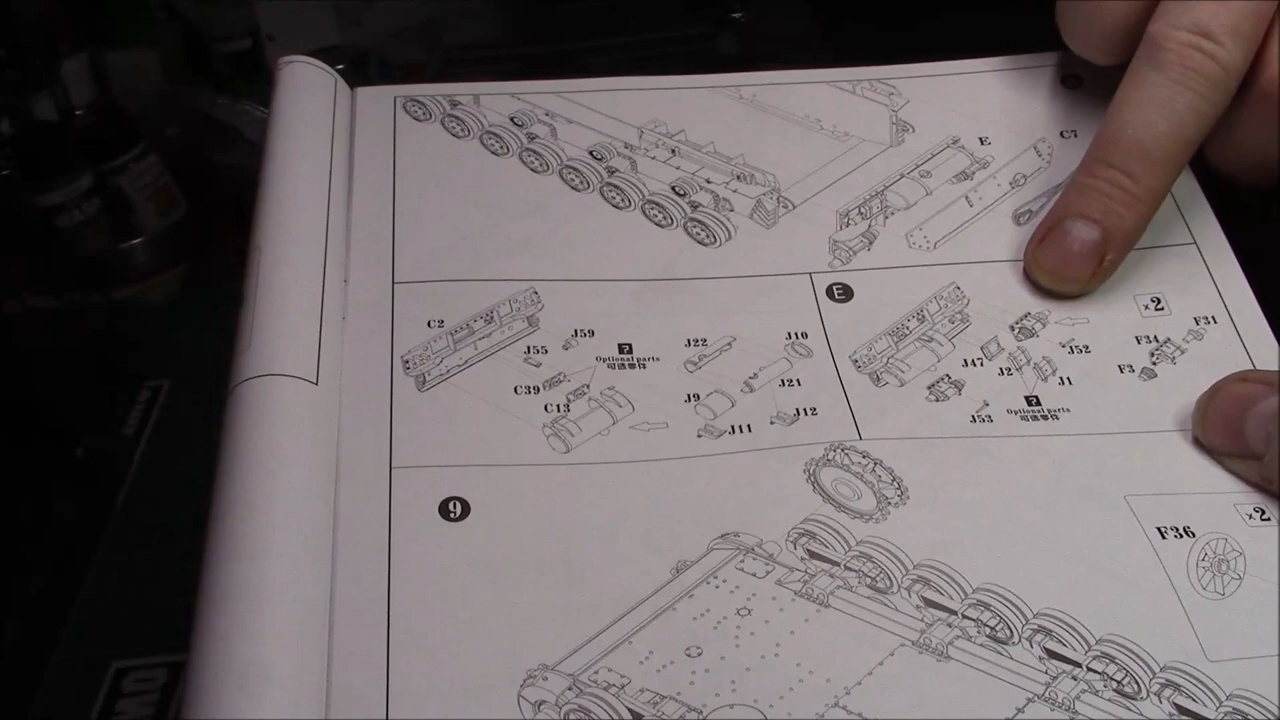 E
C7
C2
J59
J55
?
Optional parts
可选零件
C39
C13
J22
J10
J21
J9
J12
J11
E
×2
F31
F34
F3
J52
J47
J2
J1
?
Optional parts
可选零件
J53
9
×2
F36